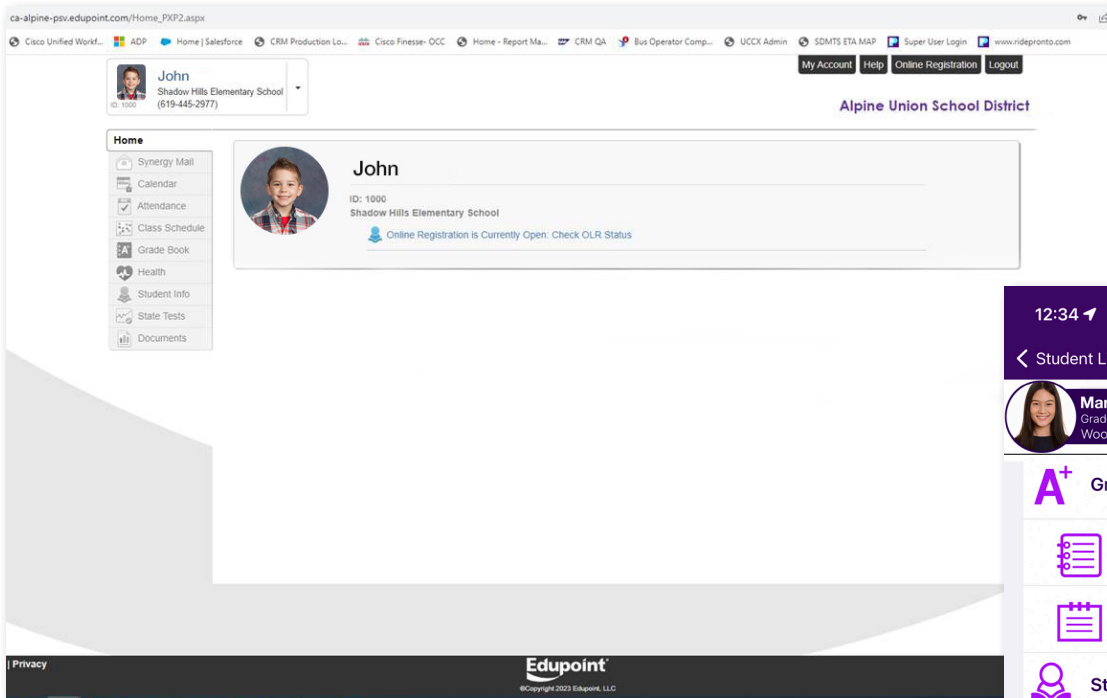 ca-alpine-psv.edupoint.com/Home_PXP2.aspx
Cisco Unified Workf... ADP Home | Salesforce CRM Production Lo... Cisco Finesse- OCC Home - Report Ma... CRM QA Bus Operator Comp... UCCX Admin SDMTS ETA MAP Super User Login www.ridepronto.com
John
Shadow Hills Elementary School
ID: 1000 (619-445-2977)
My Account Help Online Registration Logout
Alpine Union School District
Home
Synergy Mail
Calendar
Attendance
Class Schedule
Grade Book
Health
Student Info
State Tests
Documents
John
ID: 1000
Shadow Hills Elementary School
Online Registration is Currently Open: Check OLR Status
12:34
Student L
Mar
Grad
Woo
A+ Gr
St
| Privacy
Edupoint
©Copyright 2023 Edupoint, LLC